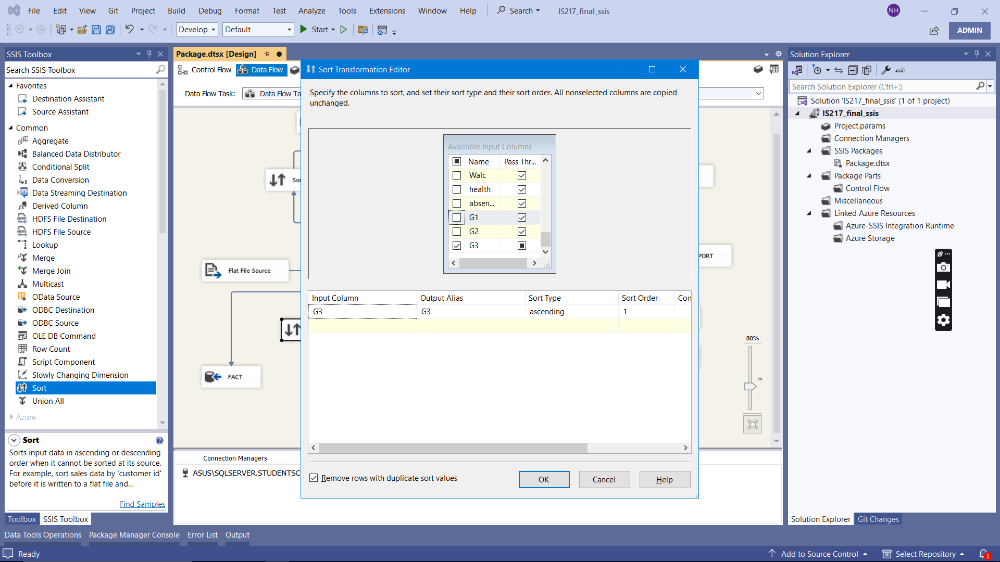 File Edit View Git Project Build Debug Format Test Analyze Tools Extensions Window Help Search IS217_final_ssis NH
Develop Default Start ADMIN
SSIS Toolbox
Search SSIS Toolbox
Favorites
Destination Assistant
Source Assistant
Common
Aggregate
Balanced Data Distributor
Conditional Split
Data Conversion
Data Streaming Destination
Derived Column
HDFS File Destination
HDFS File Source
Lookup
Merge
Merge Join
Multicast
OData Source
ODBC Destination
ODBC Source
OLE DB Command
Row Count
Script Component
Slowly Changing Dimension
Sort
Union All
Azure
Sort
Sorts input data in ascending or descending
order when it cannot be sorted at its source.
For example, sort sales data by 'customer id'
before it is written to a flat file and...
Find Samples
Toolbox SSIS Toolbox
Package.dtsx [Design]
Control Flow Data Flow
Data Flow Task: Data Flow Ta
Sor
Flat File Source
FACT
PORT
80%
Connection Managers
ASUS\SQLSERVER.STUDENTSC
Sort Transformation Editor
Specify the columns to sort, and set their sort type and their sort order. All nonselected columns are copied
unchanged.
Available Input Columns
Name Pass Thr...
Walc
health
absen...
G1
G2
G3
Input Column Output Alias Sort Type Sort Order Con
G3 G3 ascending 1
Remove rows with duplicate sort values
OK Cancel Help
Solution Explorer
Search Solution Explorer (Ctrl+;)
Solution 'IS217_final_ssis' (1 of 1 project)
IS217_final_ssis
Project.params
Connection Managers
SSIS Packages
Package.dtsx
Package Parts
Control Flow
Miscellaneous
Linked Azure Resources
Azure-SSIS Integration Runtime
Azure Storage
Solution Explorer Git Changes
Data Tools Operations Package Manager Console Error List Output
Ready Add to Source Control Select Repository 1